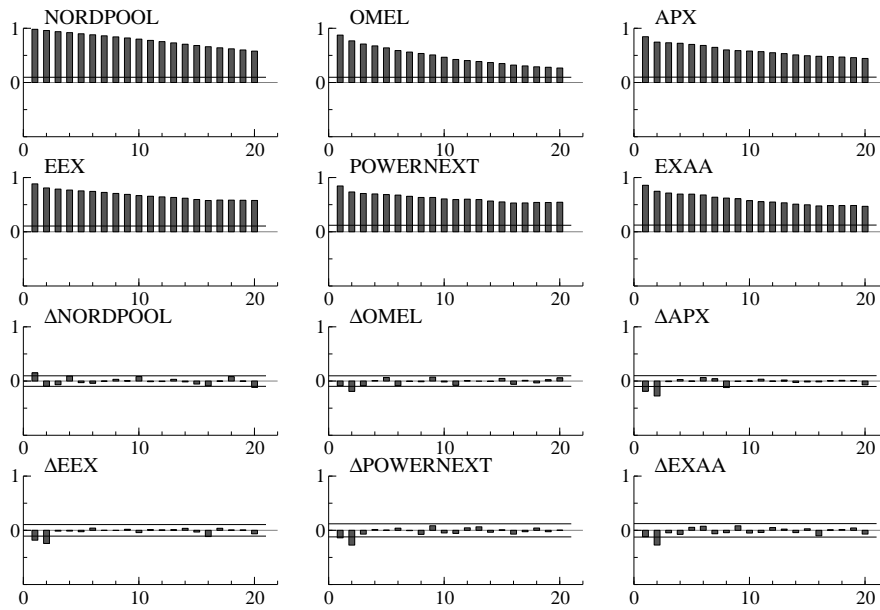 NORDPOOL OMEL APX
1 1 1
0 0 0
0 10 20 0 10 20 0 10 20
EEX POWERNEXT EXAA
1 1 1
0 0 0
0 10 20 0 10 20 0 10 20
ΔNORDPOOL ΔOMEL ΔAPX
1 1 1
0 0 0
0 10 20 0 10 20 0 10 20
ΔEEX ΔPOWERNEXT ΔEXAA
1 1 1
0 0 0
0 10 20 0 10 20 0 10 20